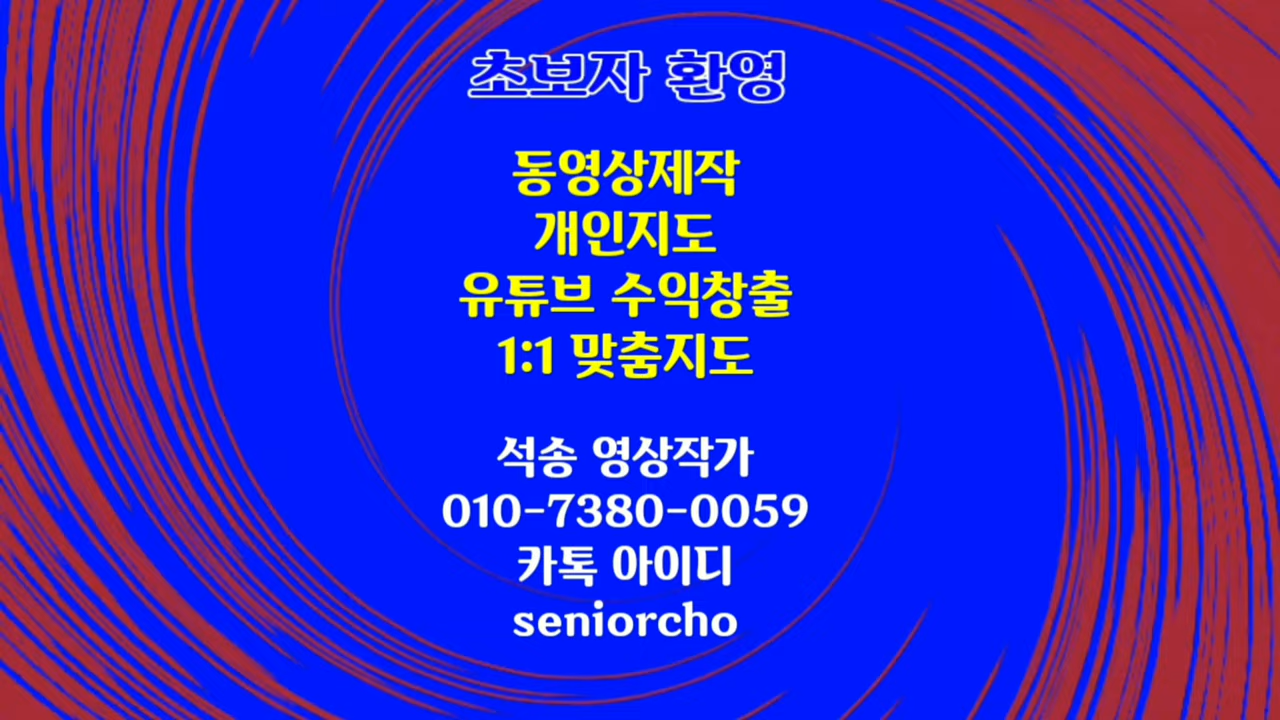 초보자 환영
동영상제작
개인지도
유튜브 수익창출
1:1 맞춤지도
석송 영상작가
010-7380-0059
카톡 아이디
seniorcho